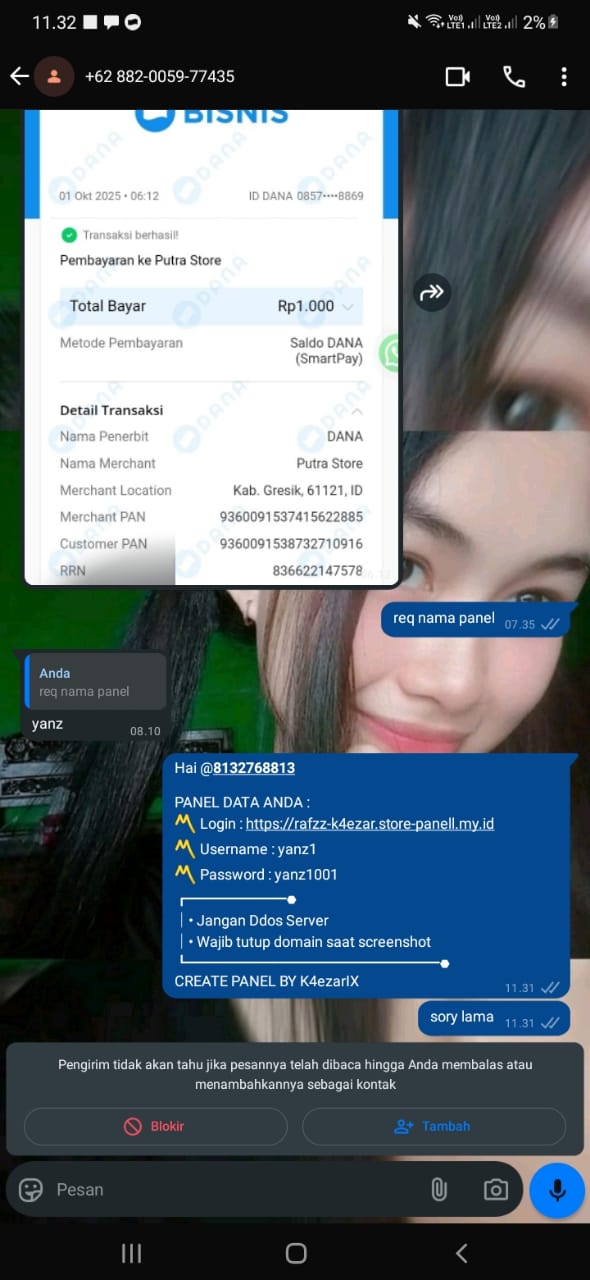 11.32
Vo)) LTE1
Vo)) LTE2
2%
+62 882-0059-77435
BISNIS
01 Okt 2025 • 06:12
ID DANA 0857••••8869
Transaksi berhasil!
Pembayaran ke Putra Store
Total Bayar
Rp1.000
Metode Pembayaran
Saldo DANA
(SmartPay)
Detail Transaksi
Nama Penerbit
DANA
Nama Merchant
Putra Store
Merchant Location
Kab. Gresik, 61121, ID
Merchant PAN
9360091537415622885
Customer PAN
9360091538732710916
RRN
836622147578
DANA
req nama panel
07.35
Anda
req nama panel
yanz
08.10
Hai @8132768813
PANEL DATA ANDA :
Login : https://rafzz-k4ezar.store-panell.my.id
Username : yanz1
Password : yanz1001
• Jangan Ddos Server
• Wajib tutup domain saat screenshot
CREATE PANEL BY K4ezarIX
11.31
sory lama
11.31
Pengirim tidak akan tahu jika pesannya telah dibaca hingga Anda membalas atau
menambahkannya sebagai kontak
Blokir
Tambah
Pesan